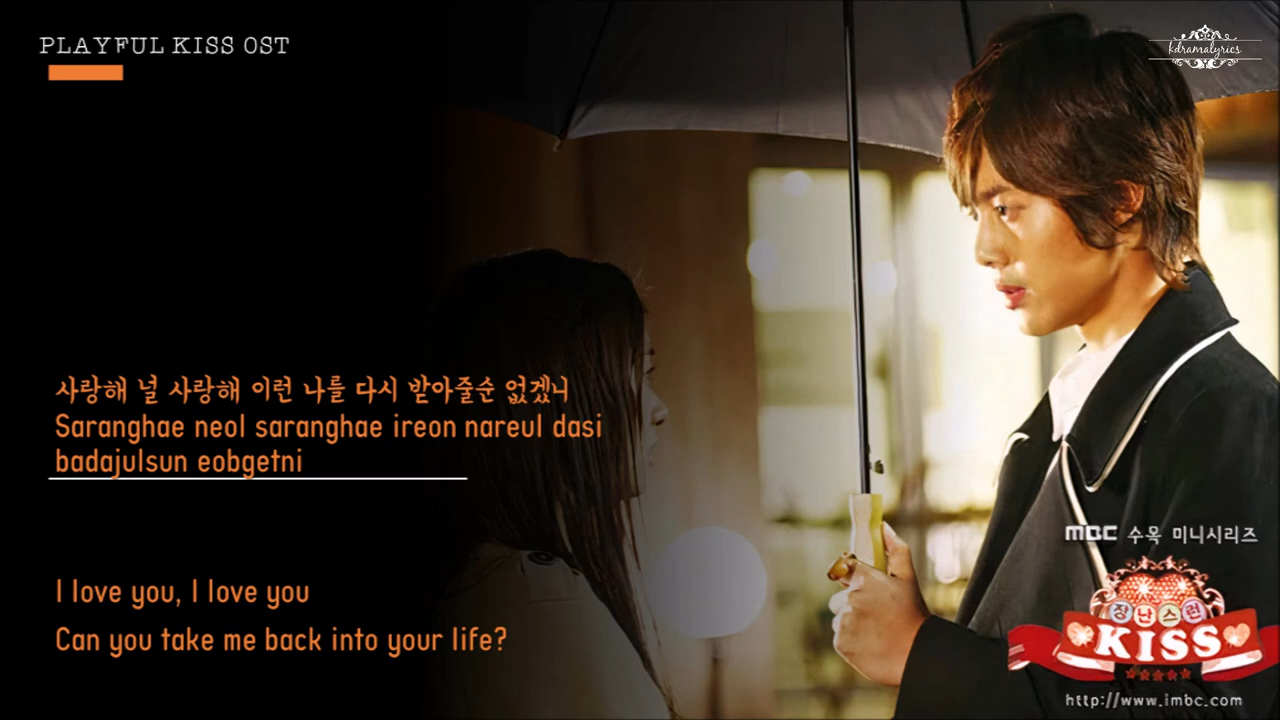 PLAYFUL KISS OST
kdramalyrics
사랑해 널 사랑해 이런 나를 다시 받아줄순 없겠니
Saranghae neol saranghae ireon nareul dasi
badajulsun eobgetni
I love you, I love you
Can you take me back into your life?
MBC 수목 미니시리즈
장난스런
KISS
http://www.imbc.com